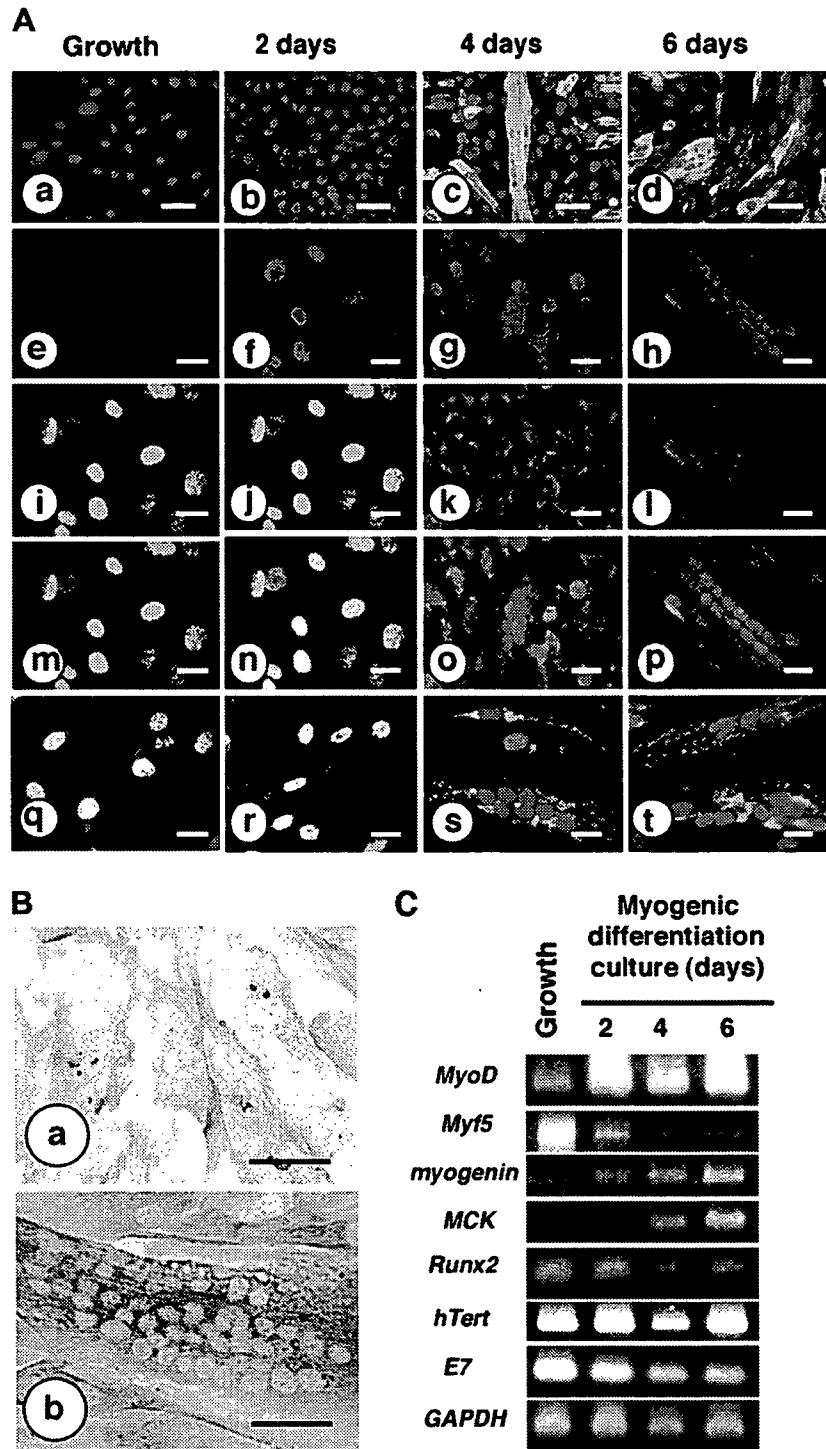 A
Growth 2 days 4 days 6 days
a b c d
e f g h
i j k l
m n o p
q r s t
B
a
b
C
Myogenic
differentiation
culture (days)
Growth
2 4 6
MyoD
Myf5
myogenin
MCK
Runx2
hTert
E7
GAPDH